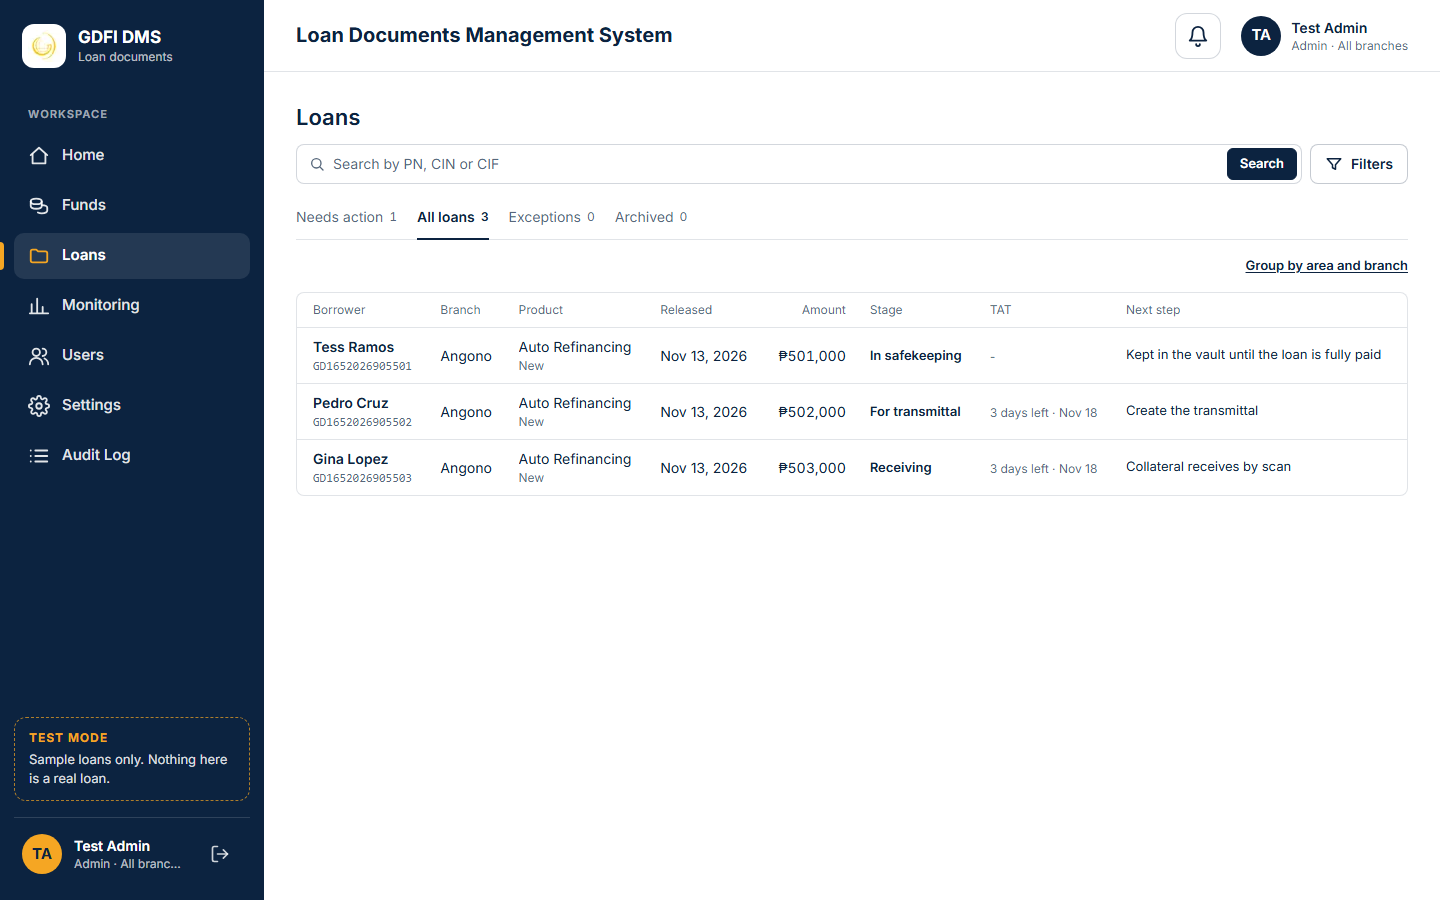 GDFI DMS
Loan documents
WORKSPACE
Home
Funds
Loans
Monitoring
Users
Settings
Audit Log
TEST MODE
Sample loans only. Nothing here
is a real loan.
TA
Test Admin
Admin · All branc...
Loan Documents Management System
TA
Test Admin
Admin · All branches
Loans
Search by PN, CIN or CIF
Search
Filters
Needs action 1 All loans 3 Exceptions 0 Archived 0
Group by area and branch
Borrower Branch Product Released Amount Stage TAT Next step
Tess Ramos
GD1652026905501
Angono
Auto Refinancing
New
Nov 13, 2026
₱501,000
In safekeeping
-
Kept in the vault until the loan is fully paid
Pedro Cruz
GD1652026905502
Angono
Auto Refinancing
New
Nov 13, 2026
₱502,000
For transmittal
3 days left · Nov 18
Create the transmittal
Gina Lopez
GD1652026905503
Angono
Auto Refinancing
New
Nov 13, 2026
₱503,000
Receiving
3 days left · Nov 18
Collateral receives by scan